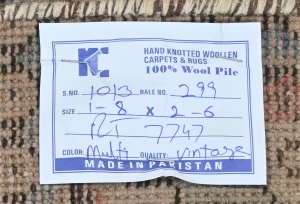 HAND KNOTTED WOOLLEN
CARPETS & RUGS
100% Wool Pile
S. NO. 1013 BALE NO. 299
SIZE 1-8 X 2-6
7747
COLOR: Multi QUALITY: Vintage
MADE IN PAKISTAN